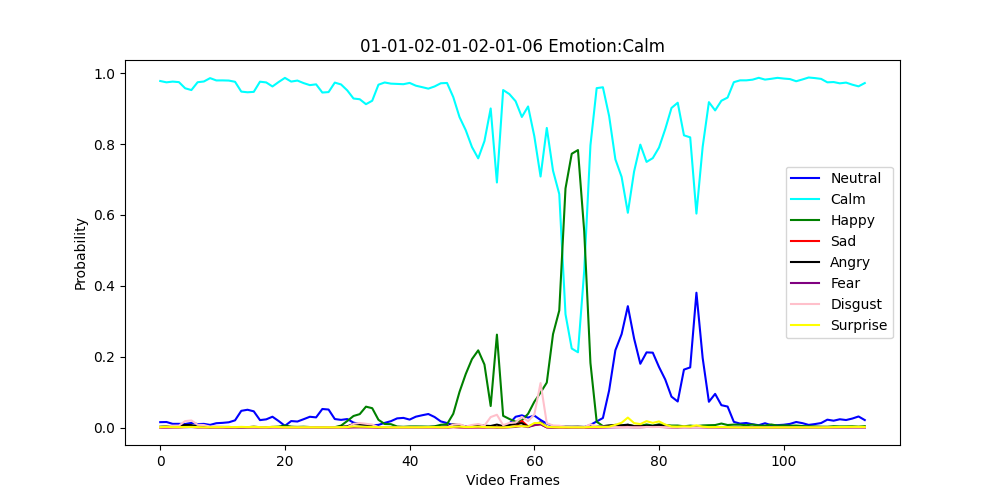 01-01-02-01-02-01-06 Emotion:Calm
1.0
0.8
0.6
0.4
0.2
0.0
Probability
0 20 40 60 80 100
Video Frames
Neutral
Calm
Happy
Sad
Angry
Fear
Disgust
Surprise